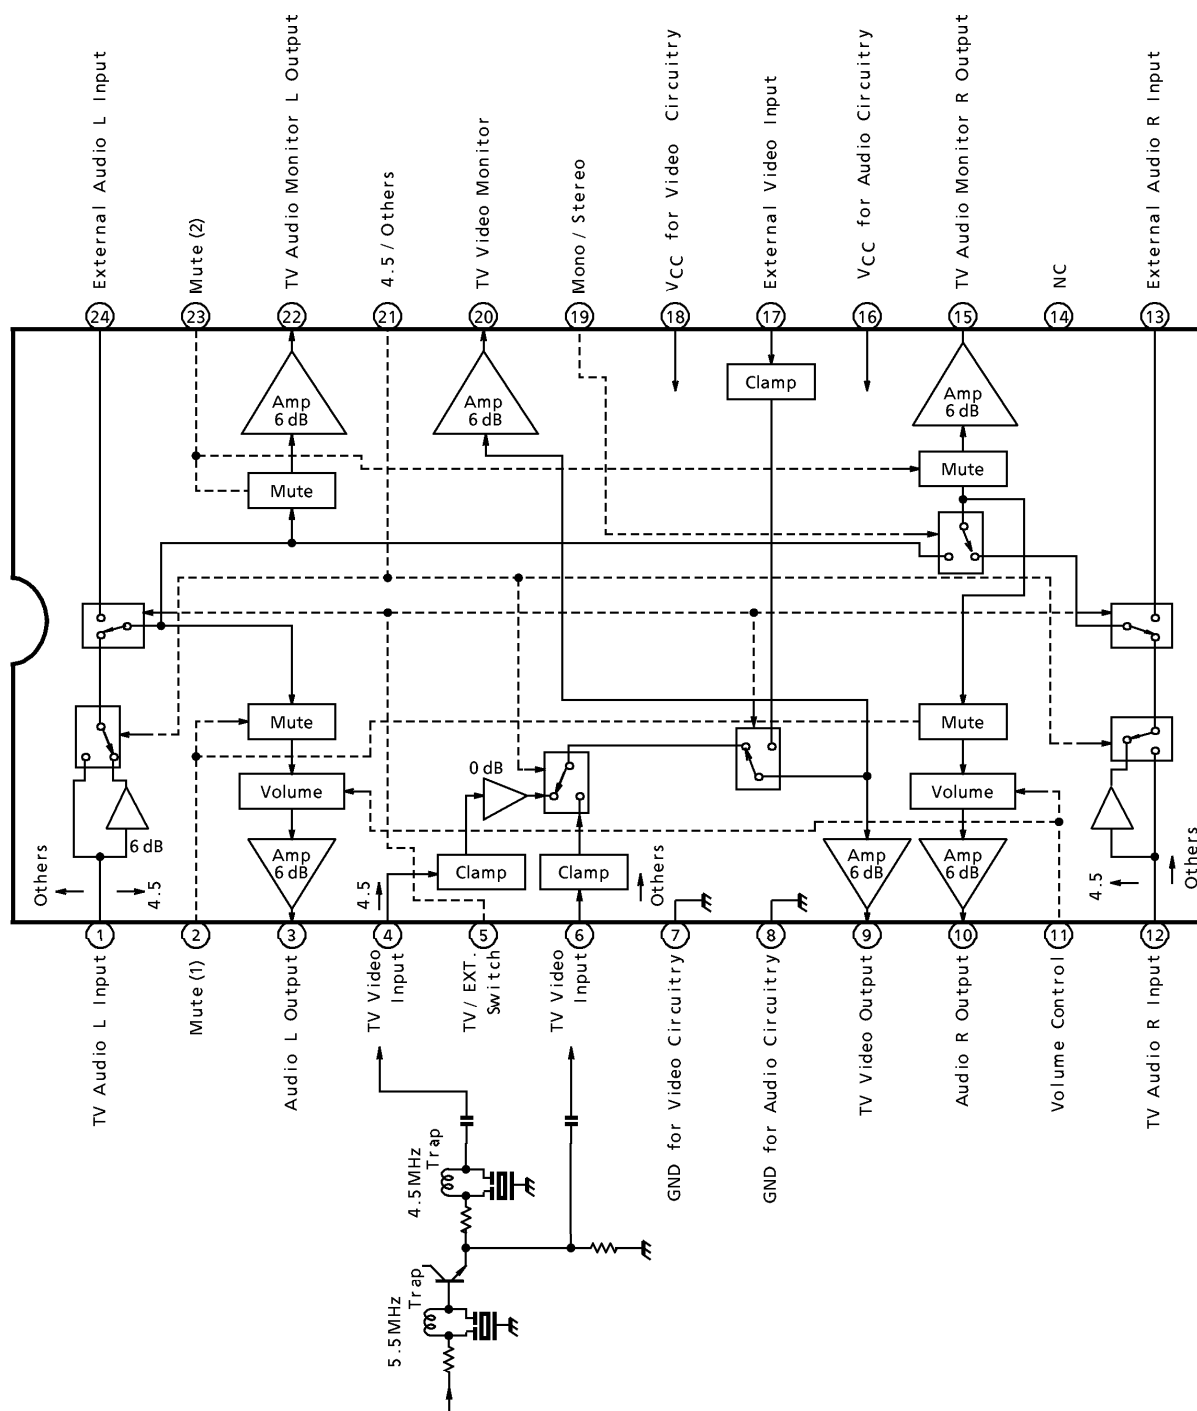 External Audio L Input
Mute (2)
TV Audio Monitor L Output
4.5 / Others
TV Video Monitor
Mono / Stereo
VCC for Video Circuitry
External Video Input
VCC for Audio Circuitry
TV Audio Monitor R Output
NC
External Audio R Input
24
23
22
21
20
19
18
17
16
15
14
13
Clamp
Amp
6 dB
Amp
6 dB
Amp
6 dB
Mute
Mute
Mute
Mute
0 dB
Volume
Volume
6 dB
Amp
6 dB
Clamp
Clamp
Amp
6 dB
Amp
6 dB
Others
4.5
4.5
Others
4.5
Others
1
2
3
4
5
6
7
8
9
10
11
12
TV Audio L Input
Mute (1)
Audio L Output
TV Video
Input
TV / EXT.
Switch
TV Video
Input
GND for Video Circuitry
GND for Audio Circuitry
TV Video Output
Audio R Output
Volume Control
TV Audio R Input
4.5MHz
Trap
5.5MHz
Trap